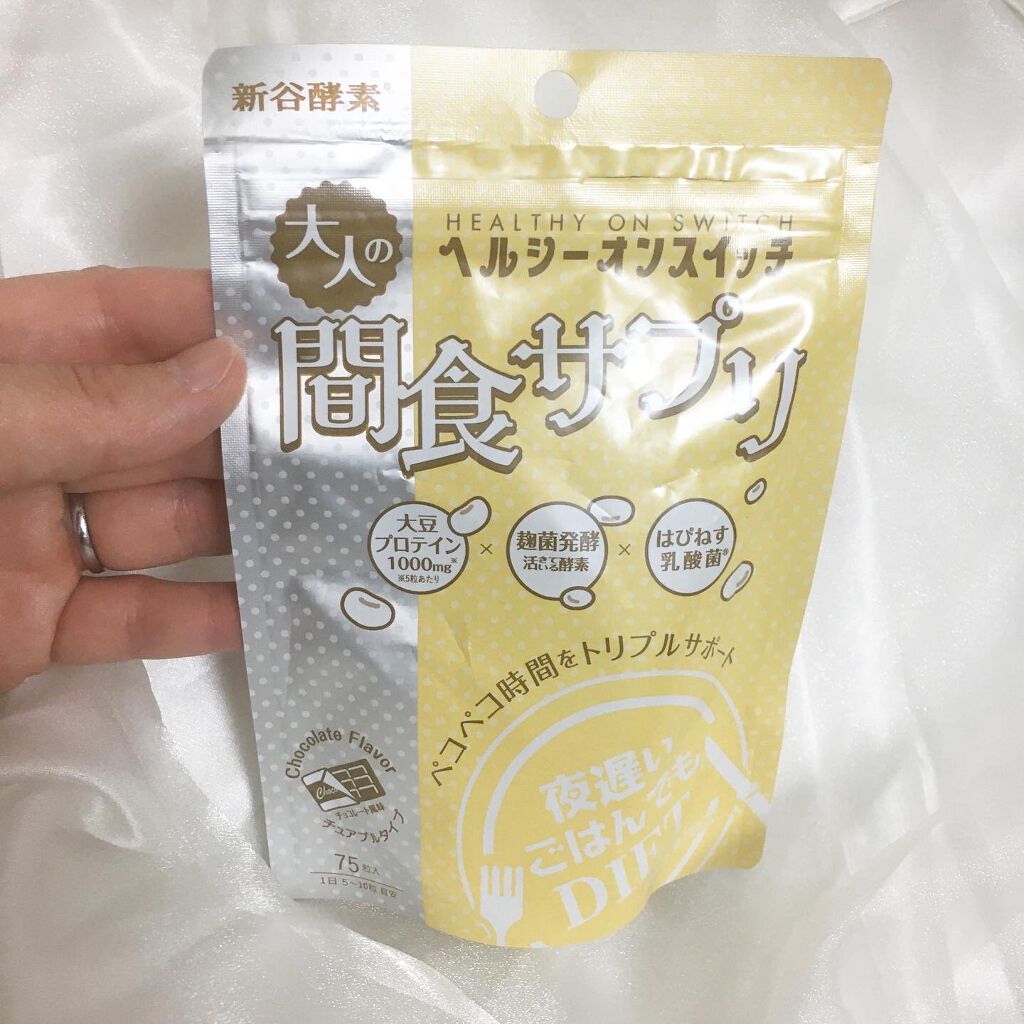 新谷酵素®
大人の
HEALTHY ON SWITCH
ヘルシーオンスイッチ
間食サプリ
大豆
プロテイン
1000mg※
※5粒あたり
×
麹菌発酵
活きている酵素
×
はぴねす
乳酸菌®
ペコペコ時間をトリプルサポート
夜遅い
ごはんでも
DIET
Chocolate Flavor
Choco
チョコレート風味
チュアブルタイプ
75粒入
1日 5〜10粒 目安